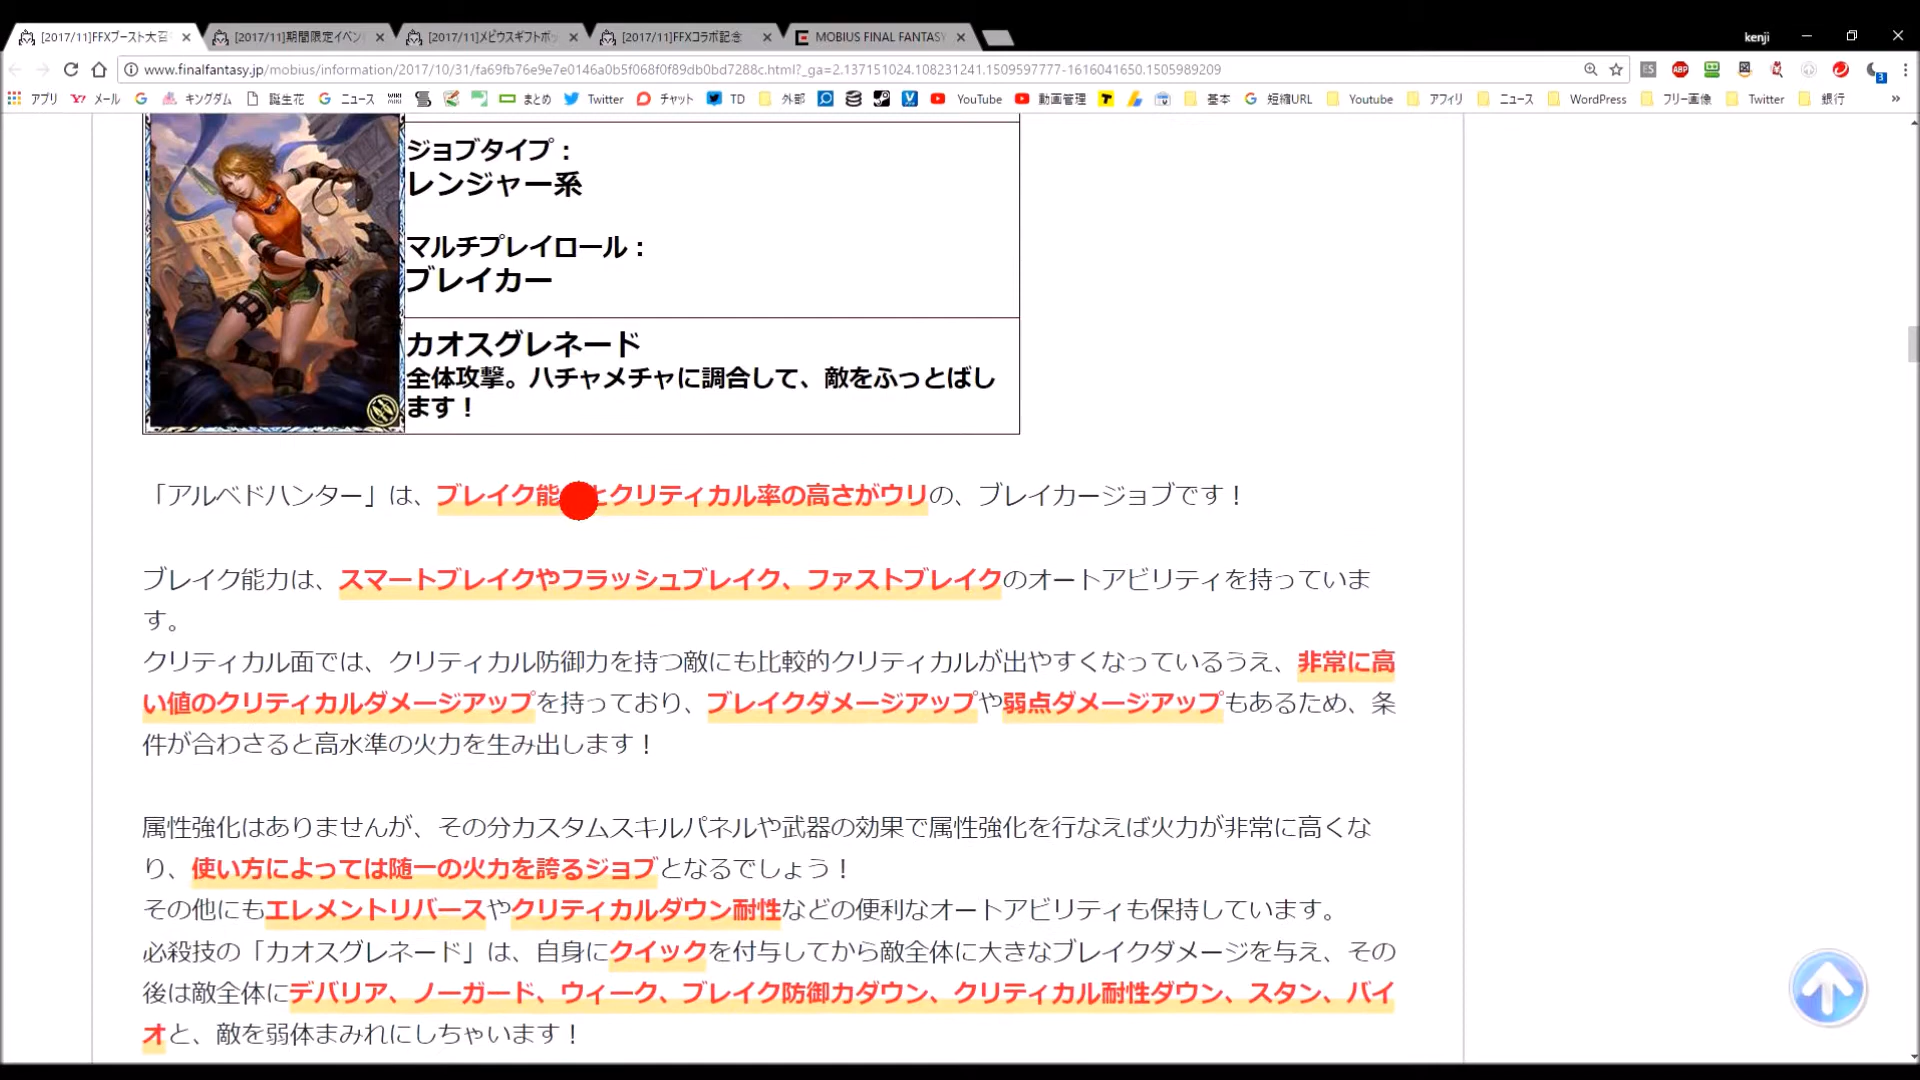 [2017/11]FFXブースト大召
[2017/11]期間限定イベン
[2017/11]メビウスギフトボッ
[2017/11]FFXコラボ記念
MOBIUS FINAL FANTASY
kenji
www.finalfantasy.jp/mobius/information/2017/10/31/fa69fb76e9e7e0146a0b5f068f0f89db0bd7288c.html?_ga=2.137151024.108231241.1509597777-1616041650.1505989209
アプリ メール キングダム 誕生花 ニュース まとめ Twitter チャット TD 外部 YouTube 動画管理 基本 短縮URL Youtube アフィリ ニュース WordPress フリー画像 Twitter 銀行 »
ジョブタイプ：
レンジャー系
マルチプレイロール：
ブレイカー
カオスグレネード
全体攻撃。ハチャメチャに調合して、敵をふっとばし
ます！
「アルベドハンター」は、ブレイク能とクリティカル率の高さがウリの、ブレイカージョブです！
ブレイク能力は、スマートブレイクやフラッシュブレイク、ファストブレイクのオートアビリティを持っていま
す。
クリティカル面では、クリティカル防御力を持つ敵にも比較的クリティカルが出やすくなっているうえ、非常に高
い値のクリティカルダメージアップを持っており、ブレイクダメージアップや弱点ダメージアップもあるため、条
件が合わさると高水準の火力を生み出します！
属性強化はありませんが、その分カスタムスキルパネルや武器の効果で属性強化を行なえば火力が非常に高くな
り、使い方によっては随一の火力を誇るジョブとなるでしょう！
その他にもエレメントリバースやクリティカルダウン耐性などの便利なオートアビリティも保持しています。
必殺技の「カオスグレネード」は、自身にクイックを付与してから敵全体に大きなブレイクダメージを与え、その
後は敵全体にデバリア、ノーガード、ウィーク、ブレイク防御力ダウン、クリティカル耐性ダウン、スタン、バイ
オと、敵を弱体まみれにしちゃいます！